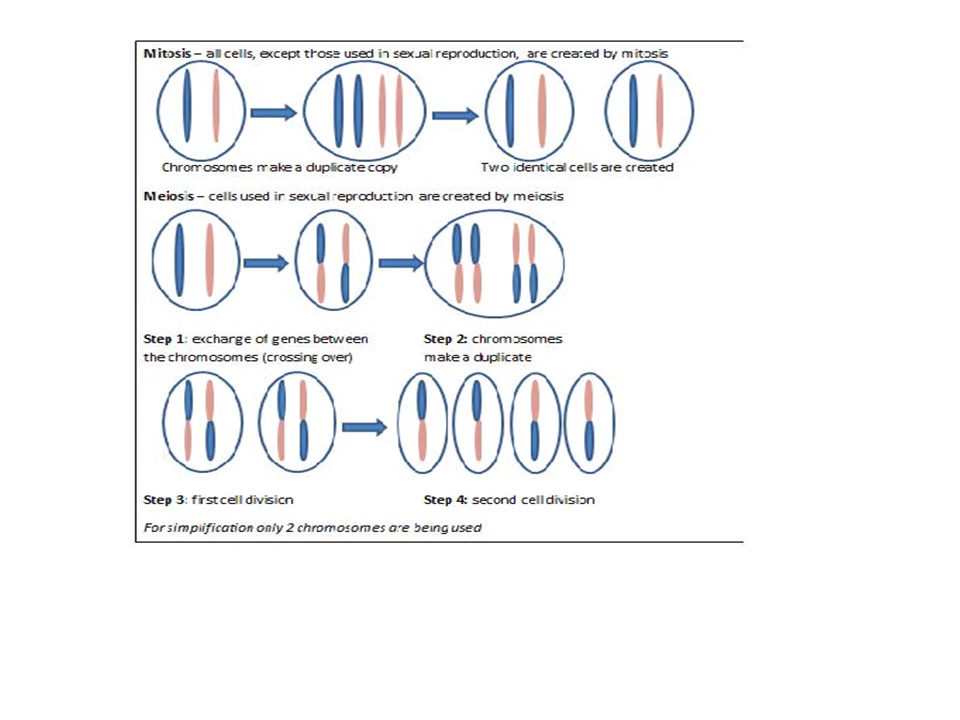 Mitosis – all cells, except those used in sexual reproduction, are created by mitosis
Chromosomes make a duplicate copy
Two identical cells are created
Meiosis – cells used in sexual reproduction are created by meiosis
Step 1: exchange of genes between
the chromosomes (crossing over)
Step 2: chromosomes
make a duplicate
Step 3: first cell division
Step 4: second cell division
For simplification only 2 chromosomes are being used